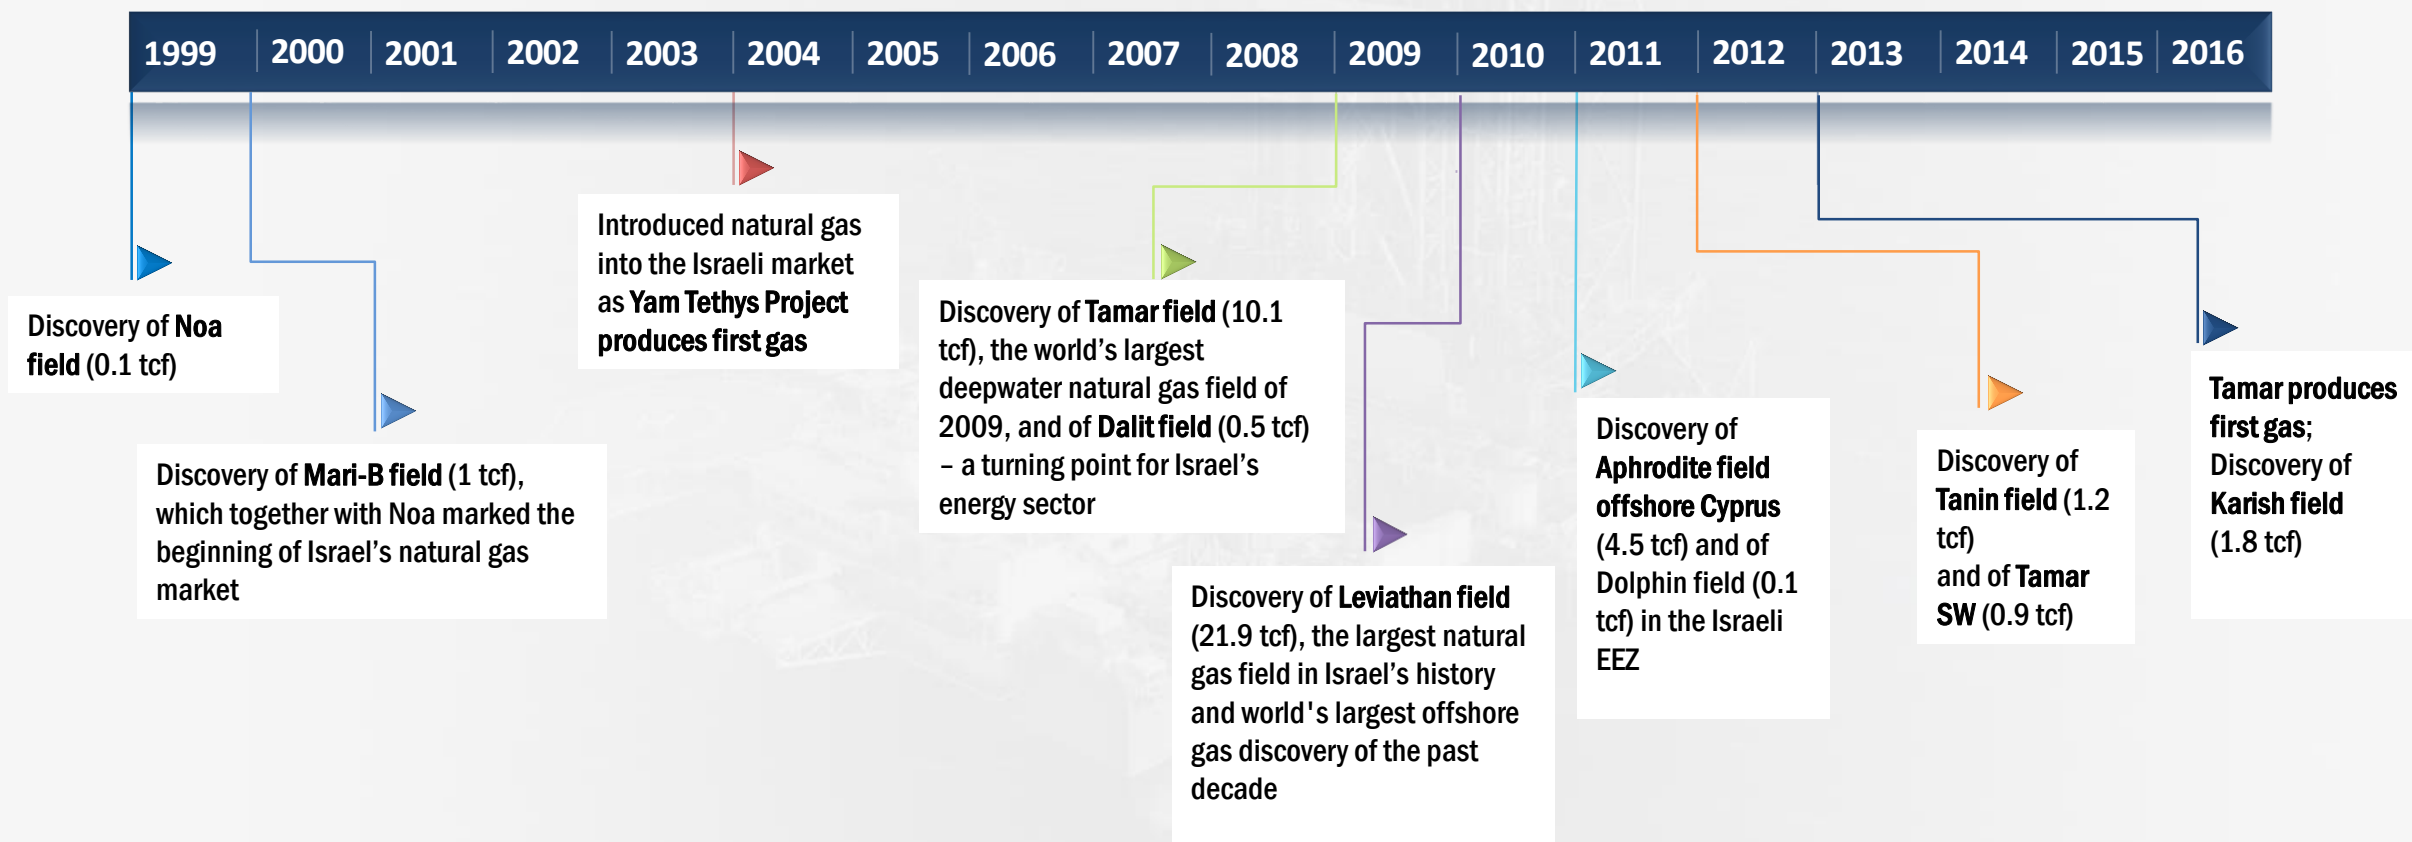 1999 2000 2001 2002 2003 2004 2005 2006 2007 2008 2009 2010 2011 2012 2013 2014 2015 2016
Discovery of Noa
field (0.1 tcf)
Discovery of Mari-B field (1 tcf),
which together with Noa marked the
beginning of Israel’s natural gas
market
Introduced natural gas
into the Israeli market
as Yam Tethys Project
produces first gas
Discovery of Tamar field (10.1
tcf), the world’s largest
deepwater natural gas field of
2009, and of Dalit field (0.5 tcf)
– a turning point for Israel’s
energy sector
Discovery of Leviathan field
(21.9 tcf), the largest natural
gas field in Israel’s history
and world's largest offshore
gas discovery of the past
decade
Discovery of
Aphrodite field
offshore Cyprus
(4.5 tcf) and of
Dolphin field (0.1
tcf) in the Israeli
EEZ
Discovery of
Tanin field (1.2
tcf)
and of Tamar
SW (0.9 tcf)
Tamar produces
first gas;
Discovery of
Karish field
(1.8 tcf)